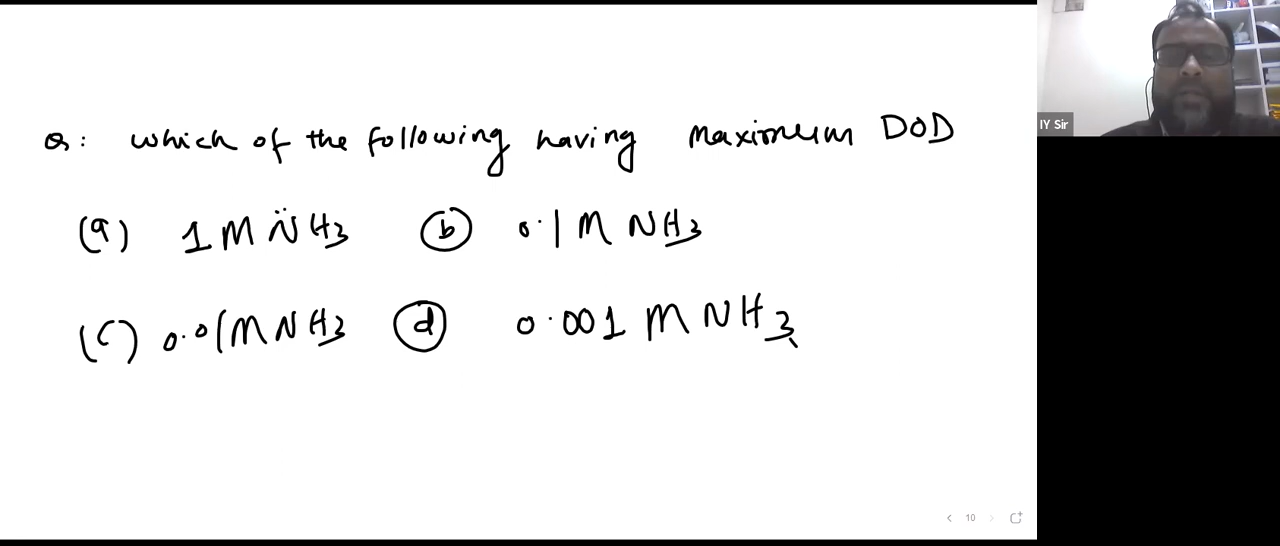 Q: which of the following having maximum DOD
IY Sir
(a) 1 M N̈H3 (b) 0.1 M NH3
(c) 0.01 M NH3 (d) 0.001 M NH3
10